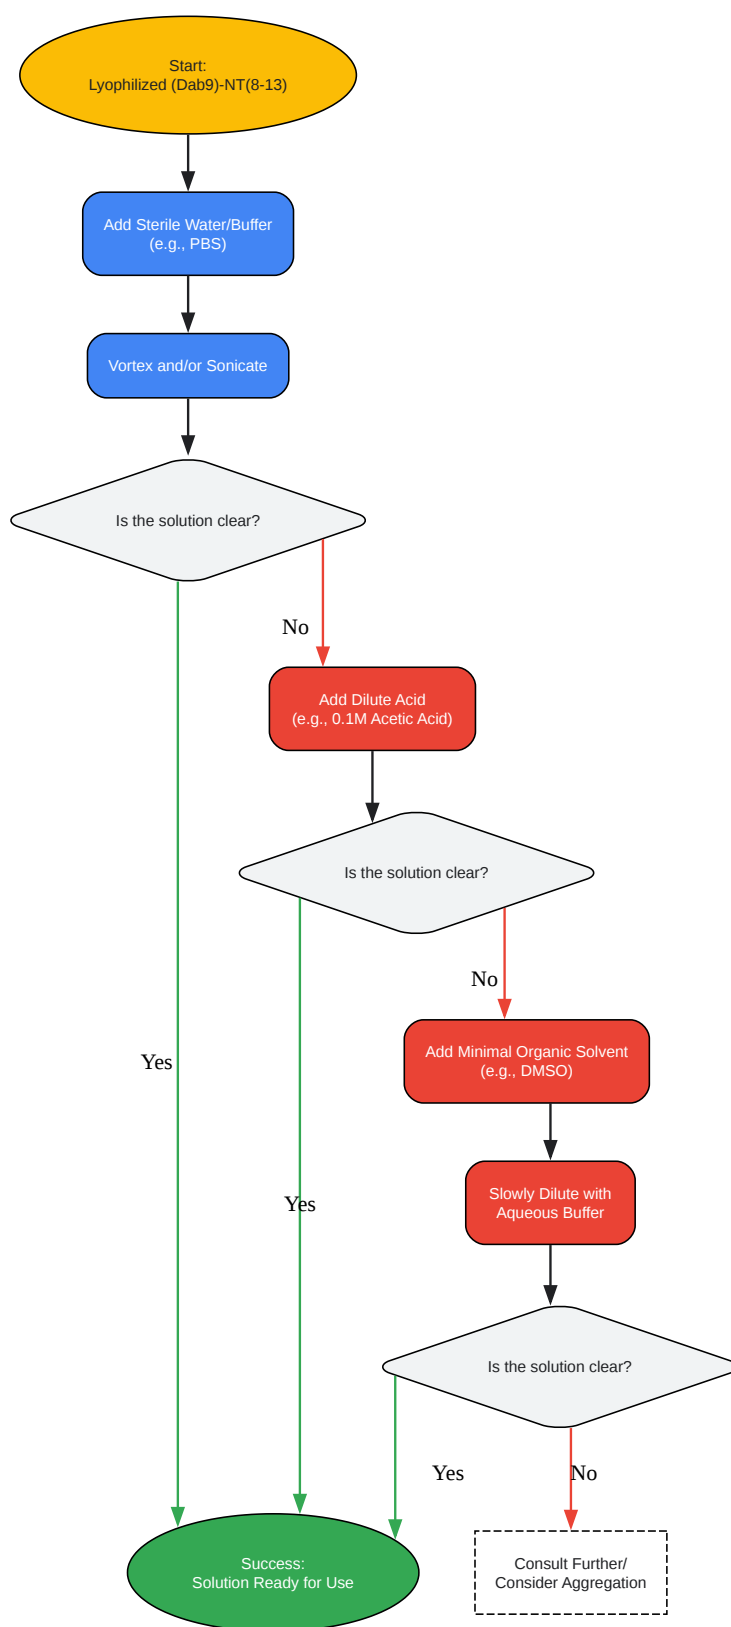 Start:
Lyophilized (Dab9)-NT(8-13)
Add Sterile Water/Buffer
(e.g., PBS)
Vortex and/or Sonicate
Is the solution clear?
No
Add Dilute Acid
(e.g., 0.1M Acetic Acid)
Is the solution clear?
No
Add Minimal Organic Solvent
(e.g., DMSO)
Yes
Slowly Dilute with
Aqueous Buffer
Yes
Is the solution clear?
Yes
No
Success:
Solution Ready for Use
Consult Further/
Consider Aggregation